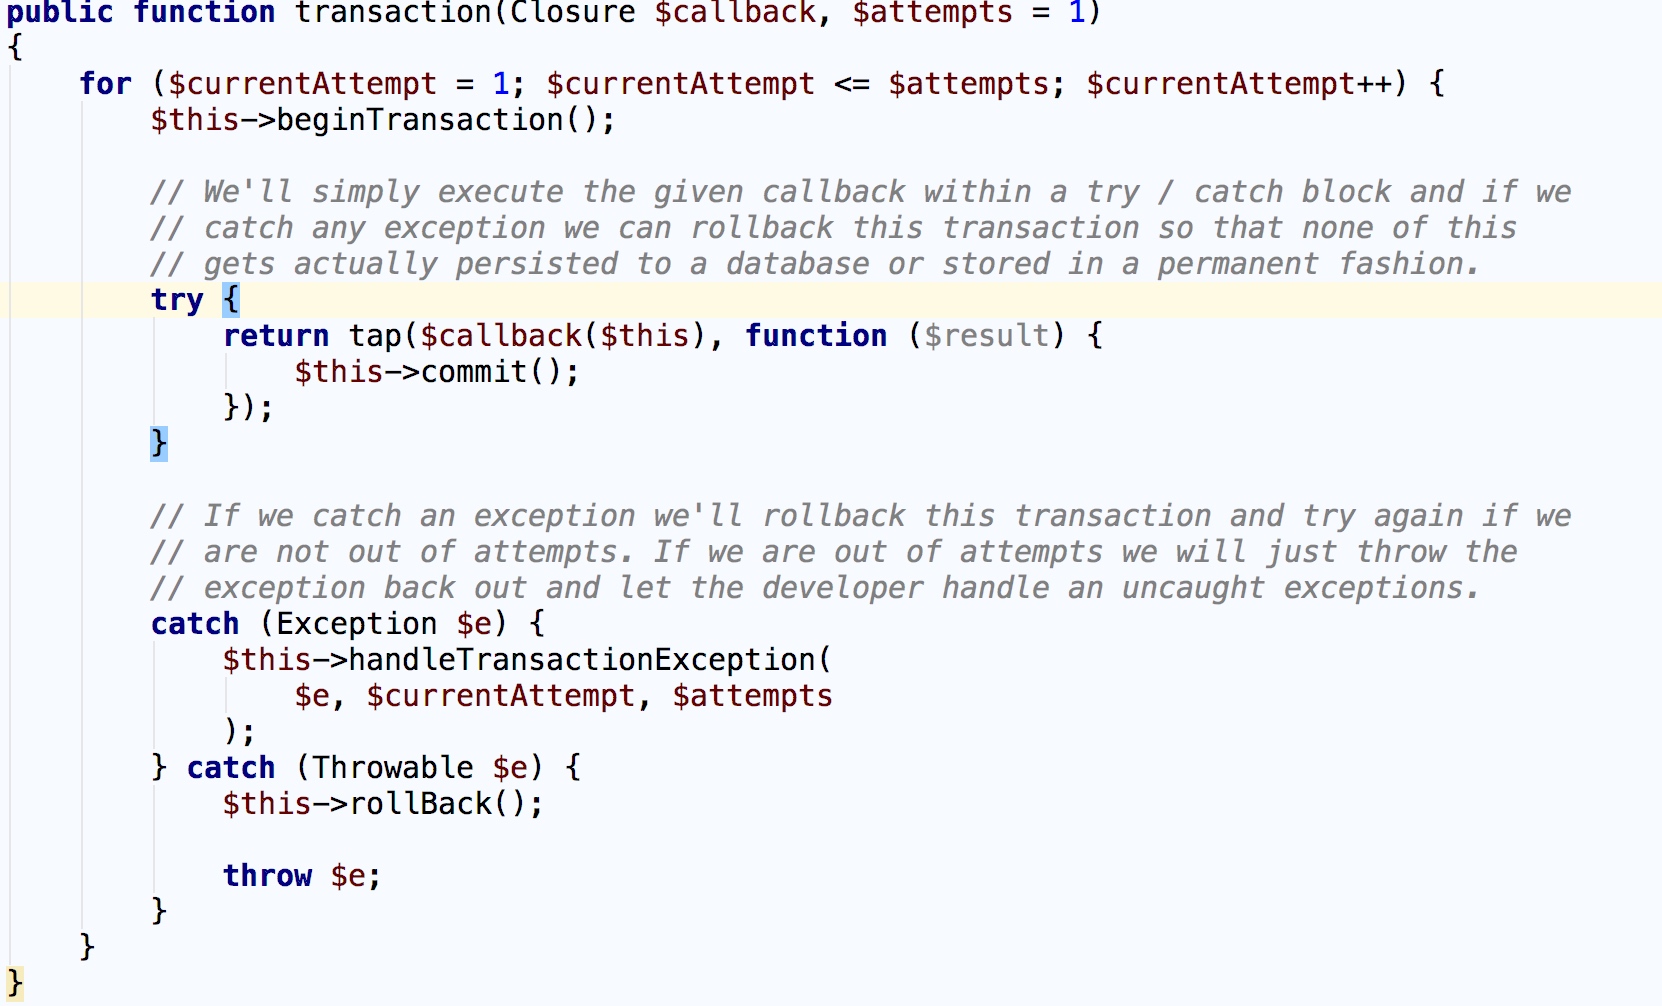 public function transaction(Closure $callback, $attempts = 1)
{
    for ($currentAttempt = 1; $currentAttempt <= $attempts; $currentAttempt++) {
        $this->beginTransaction();

        // We'll simply execute the given callback within a try / catch block and if we
        // catch any exception we can rollback this transaction so that none of this
        // gets actually persisted to a database or stored in a permanent fashion.
        try {
            return tap($callback($this), function ($result) {
                $this->commit();
            });
        }

        // If we catch an exception we'll rollback this transaction and try again if we
        // are not out of attempts. If we are out of attempts we will just throw the
        // exception back out and let the developer handle an uncaught exceptions.
        catch (Exception $e) {
            $this->handleTransactionException(
                $e, $currentAttempt, $attempts
            );
        } catch (Throwable $e) {
            $this->rollBack();

            throw $e;
        }
    }
}